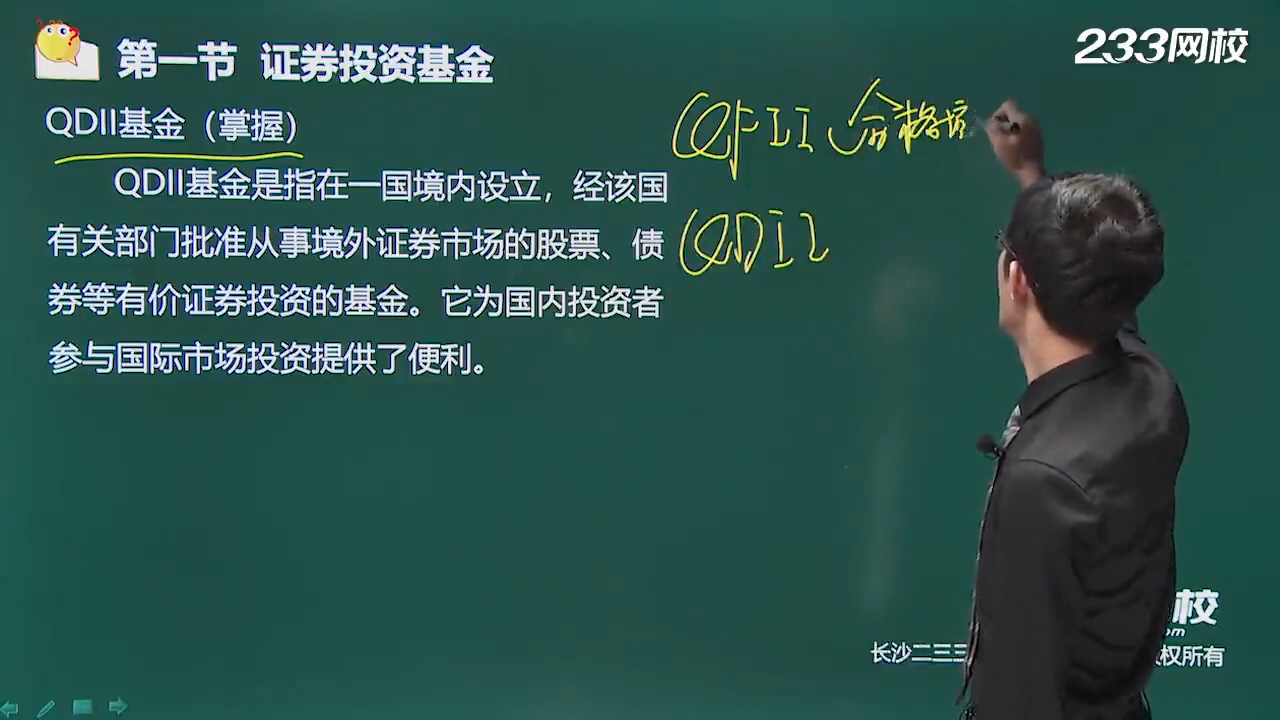 第一节 证券投资基金
233网校
QDII基金（掌握）
QDII基金是指在一国境内设立，经该国
有关部门批准从事境外证券市场的股票、债
券等有价证券投资的基金。它为国内投资者
参与国际市场投资提供了便利。
QFII 合格境
QDII
校
om
长沙二三三
权所有